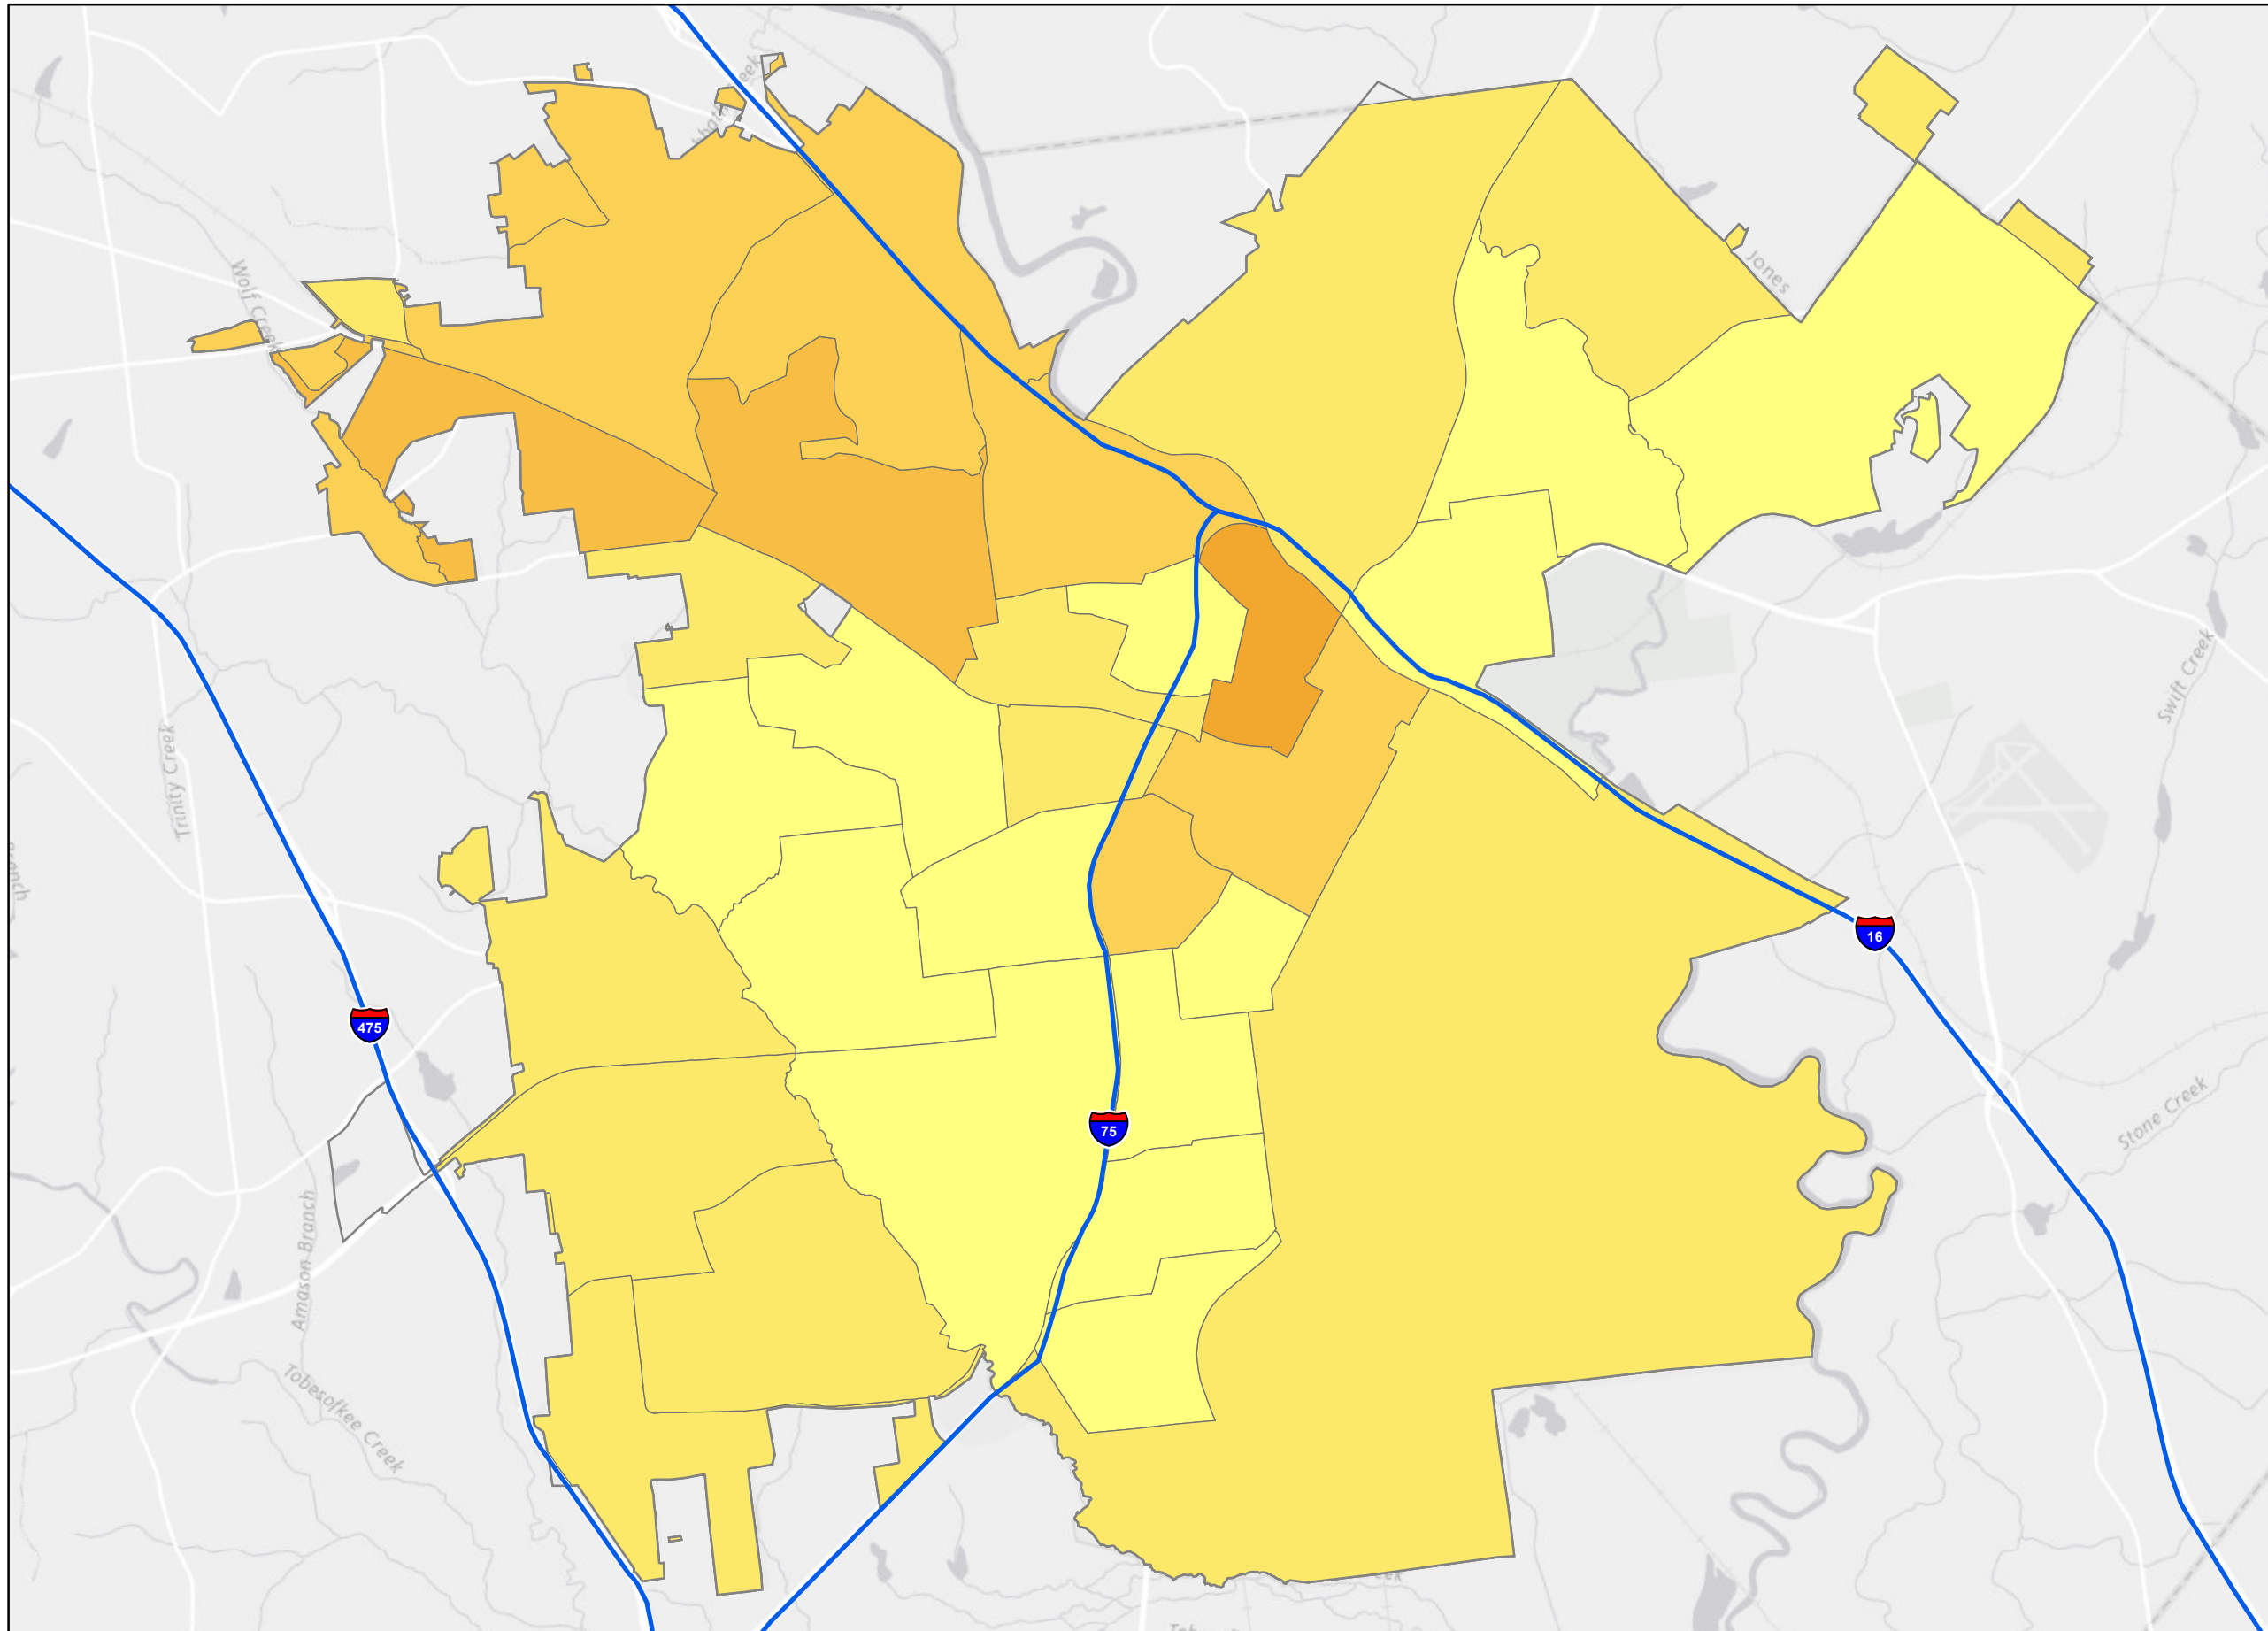 Wolf Creek
Jones
Swift Creek
Trinity Creek
16
475
75
Stone Creek
Amason Branch
Tobesofkee Creek